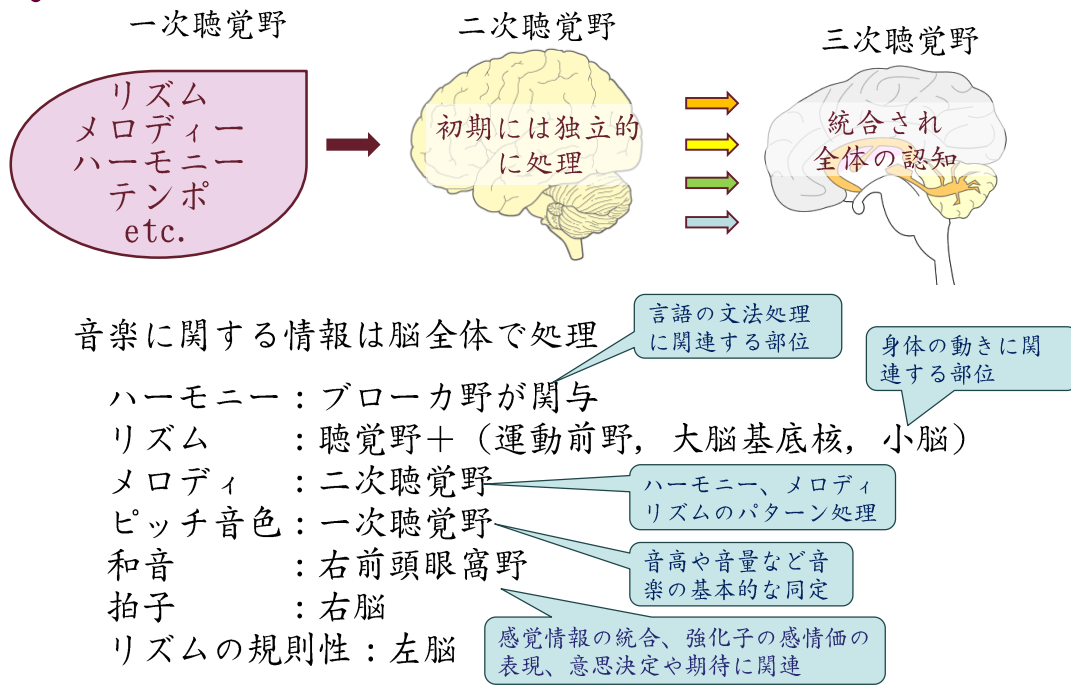 一次聴覚野
二次聴覚野
三次聴覚野
リズム
メロディー
ハーモニー
テンポ
etc.
初期には独立的
に処理
統合され
全体の認知
音楽に関する情報は脳全体で処理
言語の文法処理
に関連する部位
身体の動きに関
連する部位
ハーモニー：ブローカ野が関与
リズム　　：聴覚野＋（運動前野，大脳基底核，小脳）
メロディ　：二次聴覚野
ハーモニー、メロディ
リズムのパターン処理
ピッチ音色：一次聴覚野
音高や音量など音
楽の基本的な同定
和音　　　：右前頭眼窩野
拍子　　　：右脳
リズムの規則性：左脳
感覚情報の統合、強化子の感情価の
表現、意思決定や期待に関連